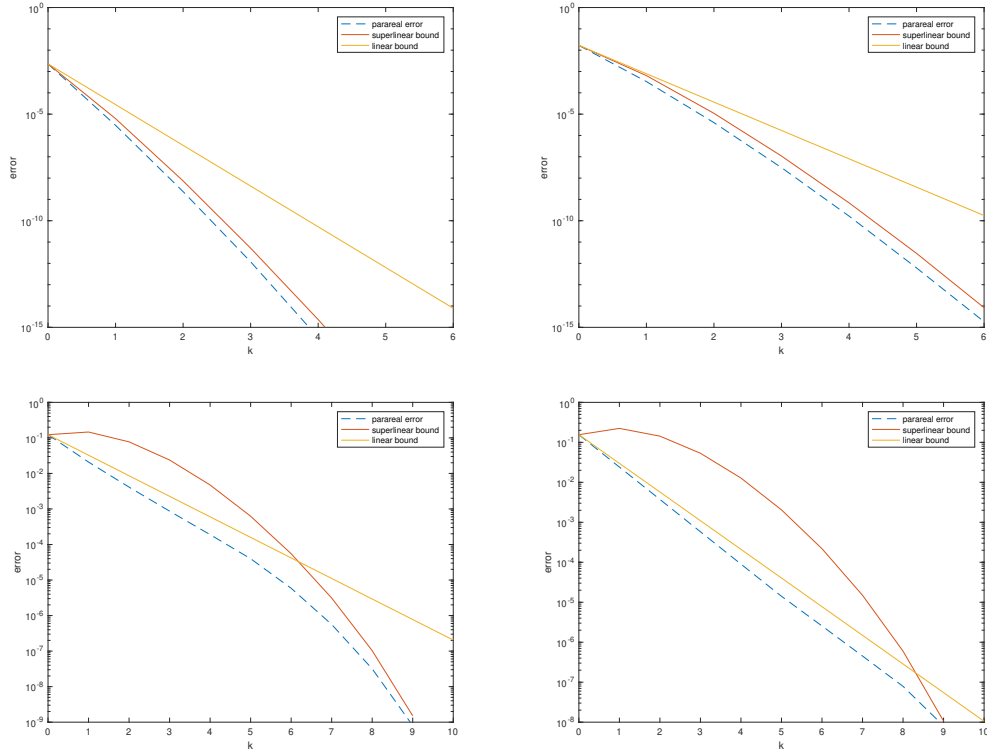 10^0
10^-5
10^-10
10^-15
error
0 1 2 3 4 5 6
k
parareal error
superlinear bound
linear bound
10^0
10^-5
10^-10
10^-15
error
0 1 2 3 4 5 6
k
parareal error
superlinear bound
linear bound
10^0
10^-1
10^-2
10^-3
10^-4
10^-5
10^-6
10^-7
10^-8
10^-9
error
0 1 2 3 4 5 6 7 8 9 10
k
parareal error
superlinear bound
linear bound
10^0
10^-1
10^-2
10^-3
10^-4
10^-5
10^-6
10^-7
10^-8
error
0 1 2 3 4 5 6 7 8 9 10
k
parareal error
superlinear bound
linear bound